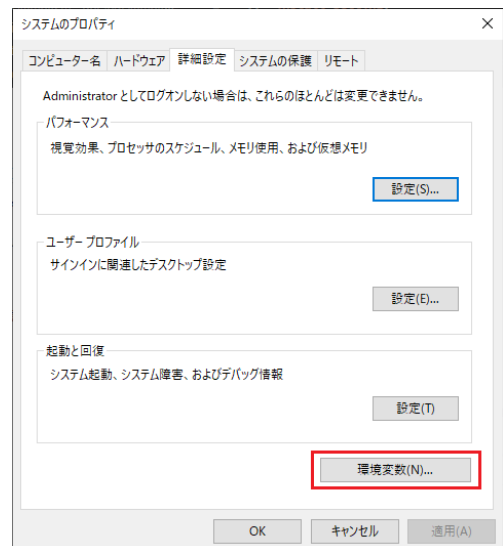 システムのプロパティ
コンピューター名 ハードウェア 詳細設定 システムの保護 リモート
Administrator としてログオンしない場合は、これらのほとんどは変更できません。
パフォーマンス
視覚効果、プロセッサのスケジュール、メモリ使用、および仮想メモリ
設定(S)...
ユーザー プロファイル
サインインに関連したデスクトップ設定
設定(E)...
起動と回復
システム起動、システム障害、およびデバッグ情報
設定(T)
環境変数(N)...
OK キャンセル 適用(A)